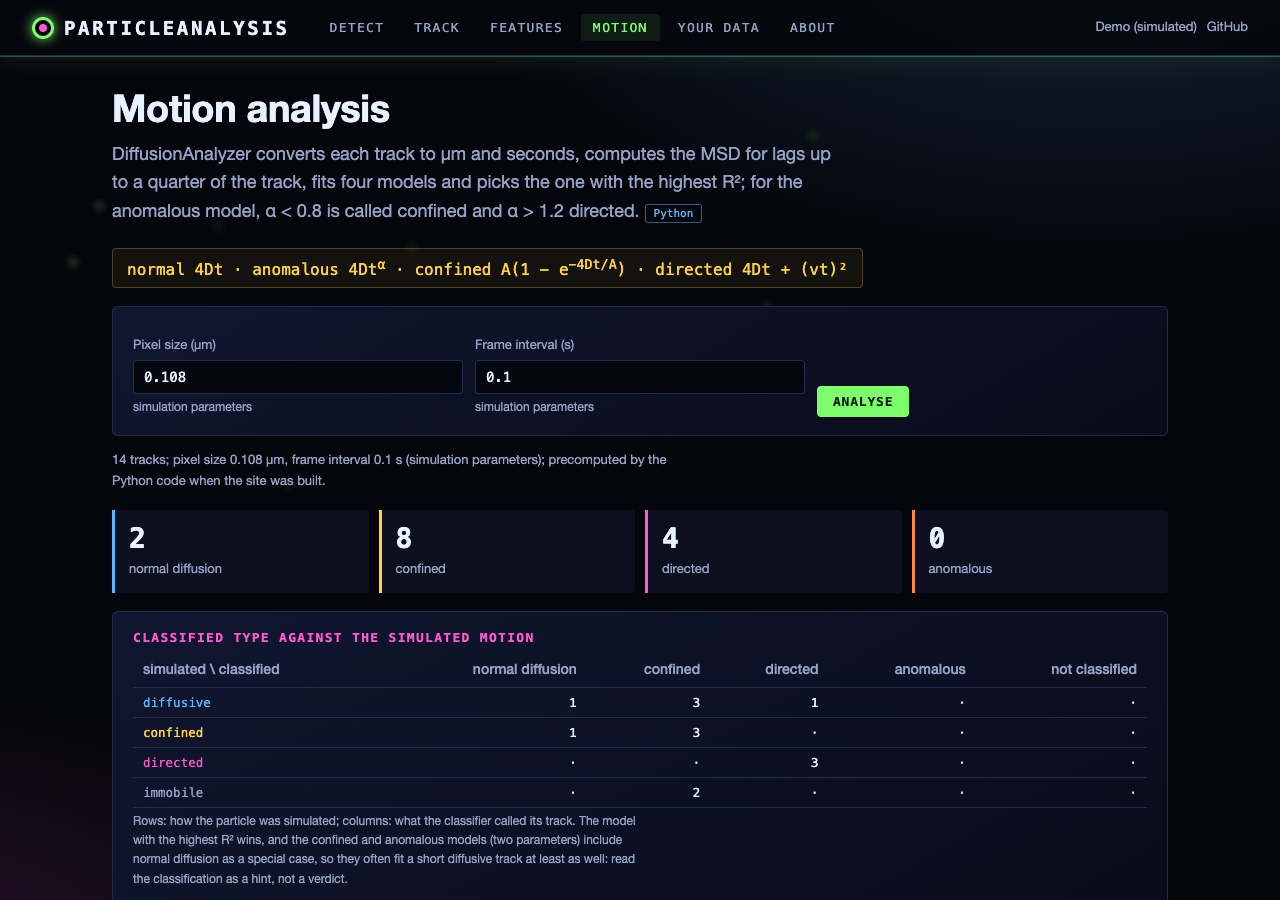 PARTICLEANALYSIS DETECT TRACK FEATURES MOTION YOUR DATA ABOUT Demo (simulated) GitHub
Motion analysis
DiffusionAnalyzer converts each track to µm and seconds, computes the MSD for lags up
to a quarter of the track, fits four models and picks the one with the highest R²; for the
anomalous model, α < 0.8 is called confined and α > 1.2 directed. Python
normal 4Dt · anomalous 4Dt^α · confined A(1 − e^−4Dt/A) · directed 4Dt + (vt)²
Pixel size (µm) Frame interval (s)
0.108 0.1
simulation parameters simulation parameters ANALYSE
14 tracks; pixel size 0.108 µm, frame interval 0.1 s (simulation parameters); precomputed by the
Python code when the site was built.
2 8 4 0
normal diffusion confined directed anomalous
CLASSIFIED TYPE AGAINST THE SIMULATED MOTION
simulated \ classified normal diffusion confined directed anomalous not classified
diffusive 1 3 1 · ·
confined 1 3 · · ·
directed · · 3 · ·
immobile · 2 · · ·
Rows: how the particle was simulated; columns: what the classifier called its track. The model
with the highest R² wins, and the confined and anomalous models (two parameters) include
normal diffusion as a special case, so they often fit a short diffusive track at least as well: read
the classification as a hint, not a verdict.